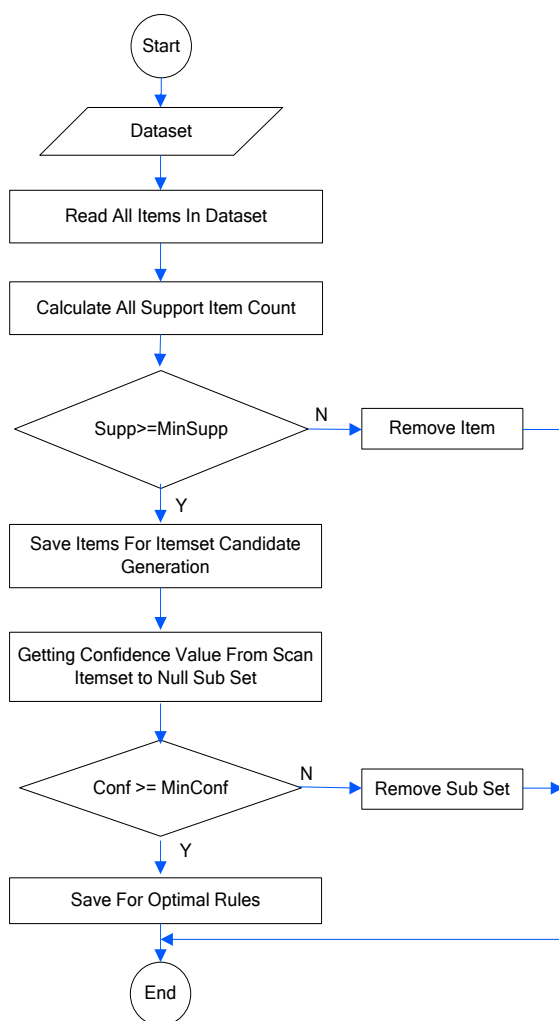 Start
Dataset
Read All Items In Dataset
Calculate All Support Item Count
Supp>=MinSupp
N
Remove Item
Y
Save Items For Itemset Candidate
Generation
Getting Confidence Value From Scan
Itemset to Null Sub Set
Conf >= MinConf
N
Remove Sub Set
Y
Save For Optimal Rules
End